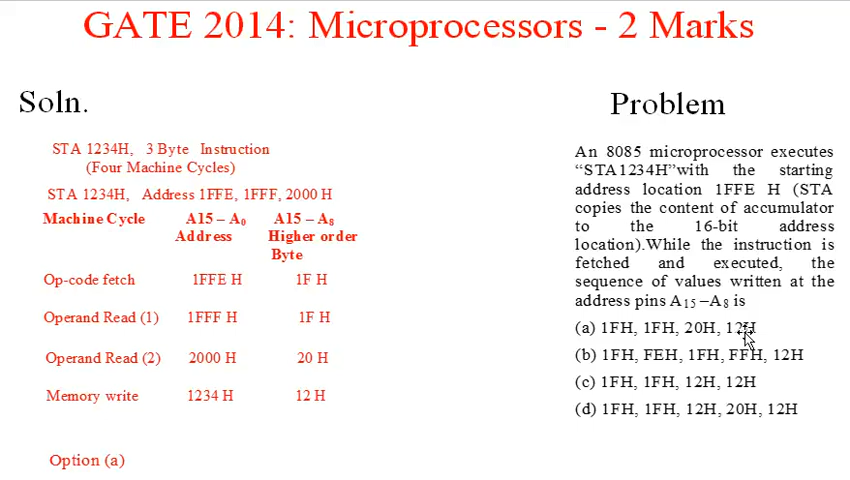 GATE 2014: Microprocessors - 2 Marks
Soln.
STA 1234H, 3 Byte Instruction
(Four Machine Cycles)
STA 1234H, Address 1FFE, 1FFF, 2000 H
Machine Cycle A15 – A0 A15 – A8
Address Higher order
Byte
Op-code fetch 1FFE H 1F H
Operand Read (1) 1FFF H 1F H
Operand Read (2) 2000 H 20 H
Memory write 1234 H 12 H
Option (a)
Problem
An 8085 microprocessor executes
“STA1234H”with the starting
address location 1FFE H (STA
copies the content of accumulator
to the 16-bit address
location).While the instruction is
fetched and executed, the
sequence of values written at the
address pins A15 –A8 is
(a) 1FH, 1FH, 20H, 12H
(b) 1FH, FEH, 1FH, FFH, 12H
(c) 1FH, 1FH, 12H, 12H
(d) 1FH, 1FH, 12H, 20H, 12H